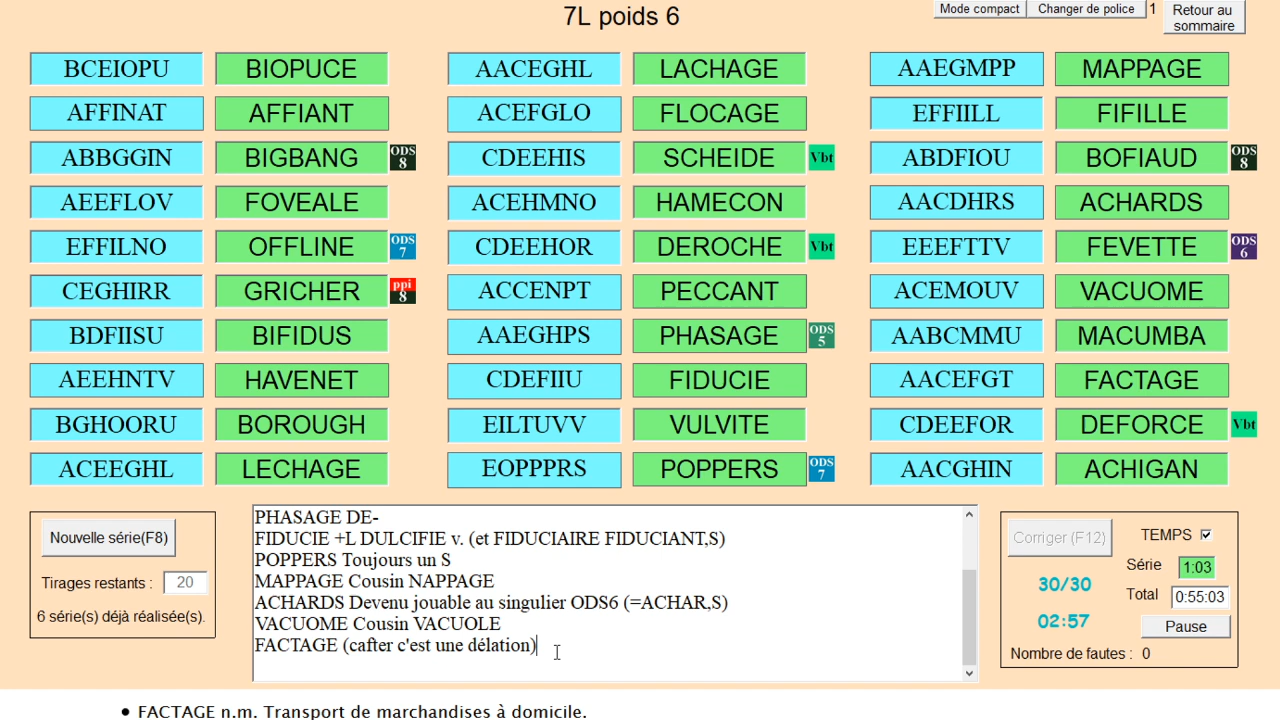 7L poids 6
Mode compact
Changer de police
1
Retour au
sommaire
BCEIOPU BIOPUCE
AFFINAT AFFIANT
ABBGGIN BIGBANG ODS 8
AEEFLOV FOVEALE
EFFILNO OFFLINE ODS 7
CEGHIRR GRICHER ppi 8
BDFIISU BIFIDUS
AEEHNTV HAVENET
BGHOORU BOROUGH
ACEEGHL LECHAGE
AACEGHL LACHAGE
ACEFGLO FLOCAGE
CDEEHIS SCHEIDE Vbt
ACEHMNO HAMECON
CDEEHOR DEROCHE Vbt
ACCENPT PECCANT
AAEGHPS PHASAGE ODS 5
CDEFIIU FIDUCIE
EILTUVV VULVITE
EOPPPRS POPPERS ODS 7
AAEGMPP MAPPAGE
EFFIILL FIFILLE
ABDFIOU BOFIAUD ODS 8
AACDHRS ACHARDS
EEEFTTV FEVETTE ODS 6
ACEMOUV VACUOME
AABCMMU MACUMBA
AACEFGT FACTAGE
CDEEFOR DEFORCE Vbt
AACGHIN ACHIGAN
Nouvelle série(F8)
Tirages restants : 20
6 série(s) déjà réalisée(s).
PHASAGE DE-
FIDUCIE +L DULCIFIE v. (et FIDUCIAIRE FIDUCIANT,S)
POPPERS Toujours un S
MAPPAGE Cousin NAPPAGE
ACHARDS Devenu jouable au singulier ODS6 (=ACHAR,S)
VACUOME Cousin VACUOLE
FACTAGE (cafter c'est une délation)
Corriger (F12)
TEMPS
Série 1:03
30/30
Total 0:55:03
02:57
Pause
Nombre de fautes : 0
• FACTAGE n.m. Transport de marchandises à domicile.